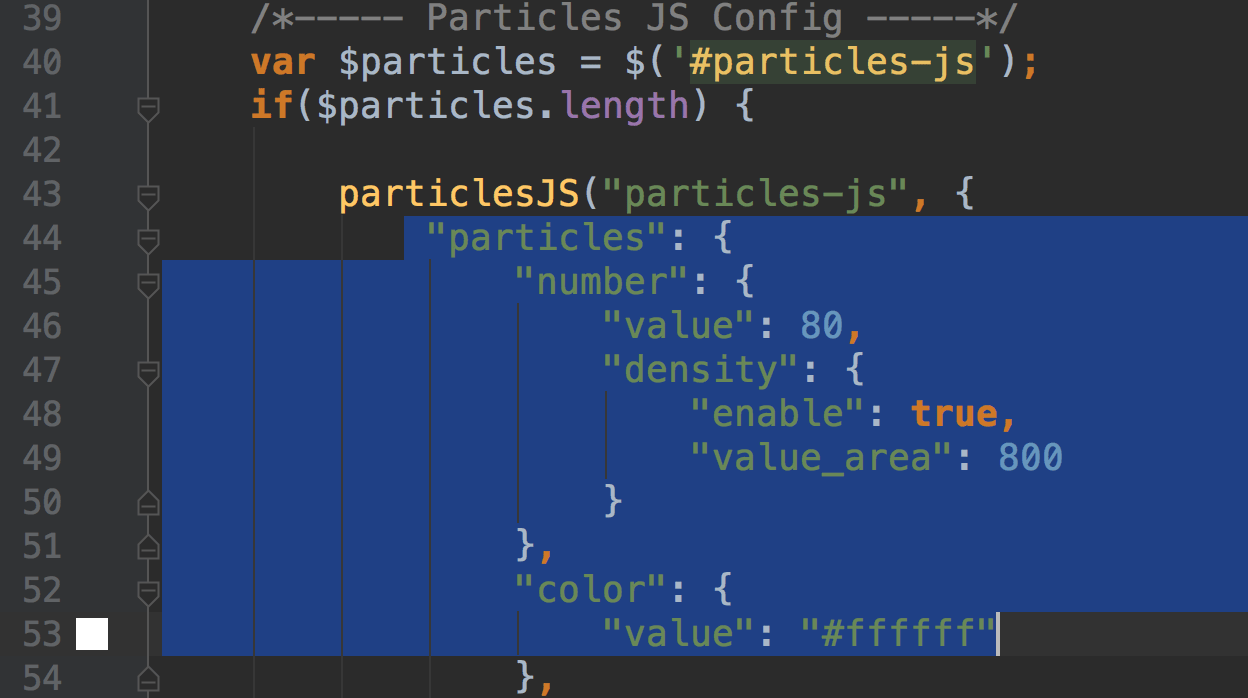 39 /*----- Particles JS Config -----*/
40 var $particles = $('#particles-js');
41 if($particles.length) {
42
43 particlesJS("particles-js", {
44 "particles": {
45 "number": {
46 "value": 80,
47 "density": {
48 "enable": true,
49 "value_area": 800
50 }
51 },
52 "color": {
53 "value": "#ffffff"
54 },